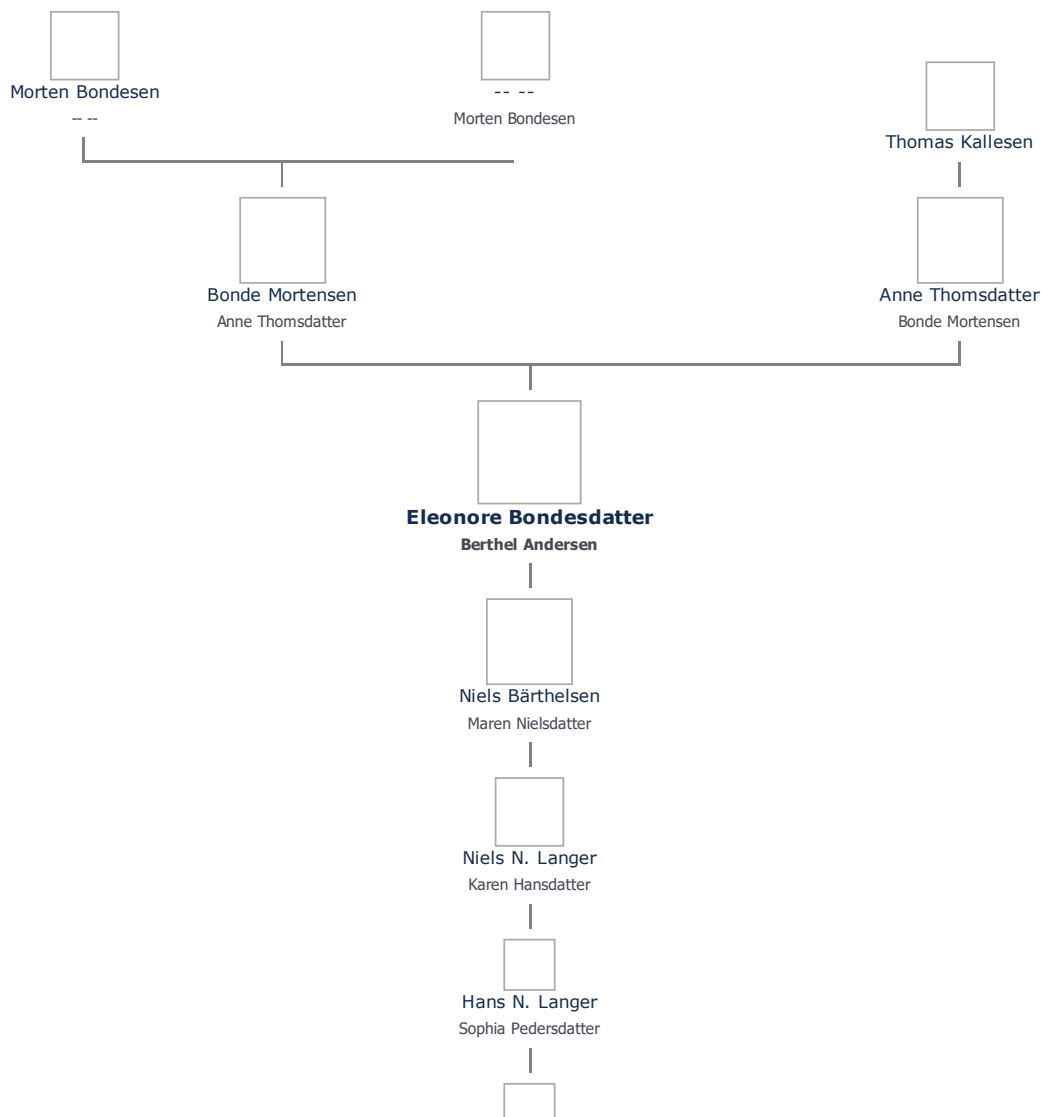 Morten Bondesen
-- --
-- --
Morten Bondesen
Thomas Kallesen
Bonde Mortensen
Anne Thomsdatter
Anne Thomsdatter
Bonde Mortensen
Eleonore Bondesdatter
Berthel Andersen
Niels Bärthelsen
Maren Nielsdatter
Niels N. Langer
Karen Hansdatter
Hans N. Langer
Sophia Pedersdatter